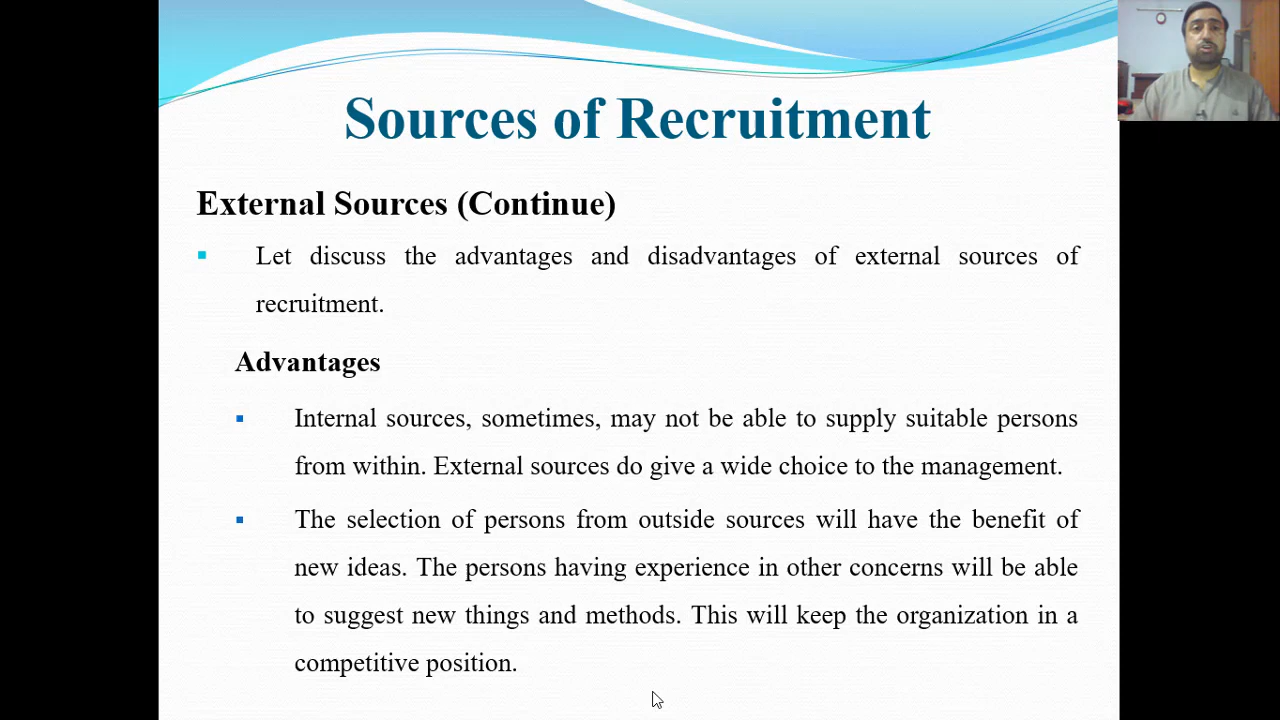 Sources of Recruitment
External Sources (Continue)
Let discuss the advantages and disadvantages of external sources of
recruitment.
Advantages
Internal sources, sometimes, may not be able to supply suitable persons
from within. External sources do give a wide choice to the management.
The selection of persons from outside sources will have the benefit of
new ideas. The persons having experience in other concerns will be able
to suggest new things and methods. This will keep the organization in a
competitive position.